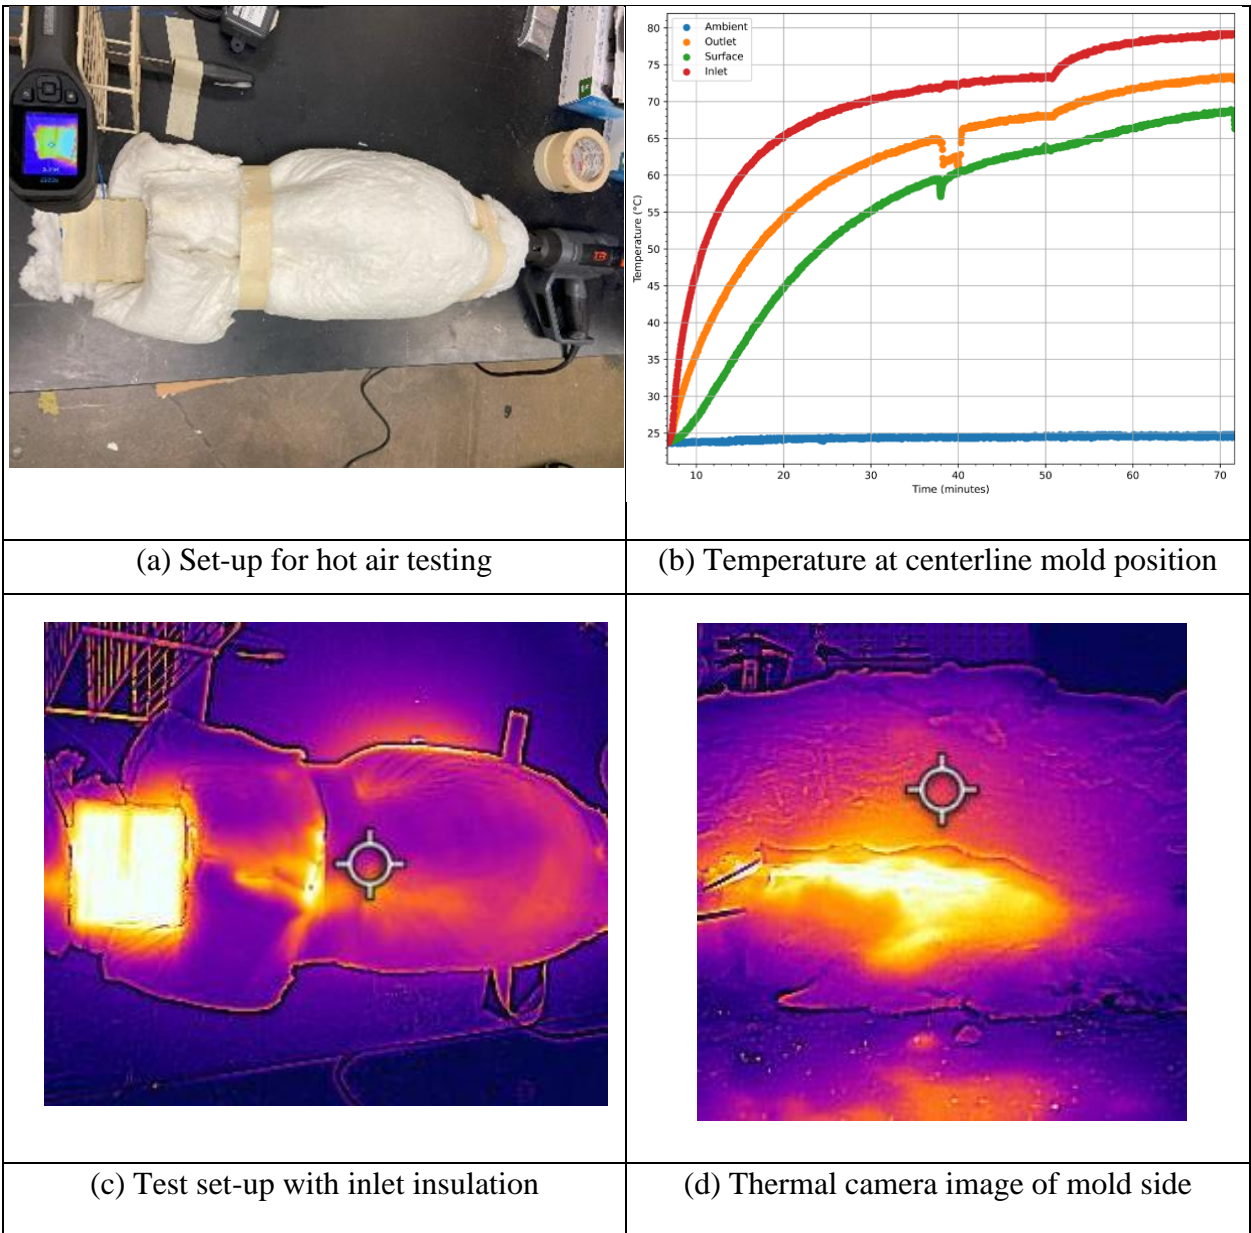 Ambient
Outlet
Surface
Inlet
80
75
70
65
60
55
50
45
40
35
30
25
Temperature (°C)
10
20
30
40
50
60
70
Time (minutes)
(a) Set-up for hot air testing
(b) Temperature at centerline mold position
(c) Test set-up with inlet insulation
(d) Thermal camera image of mold side